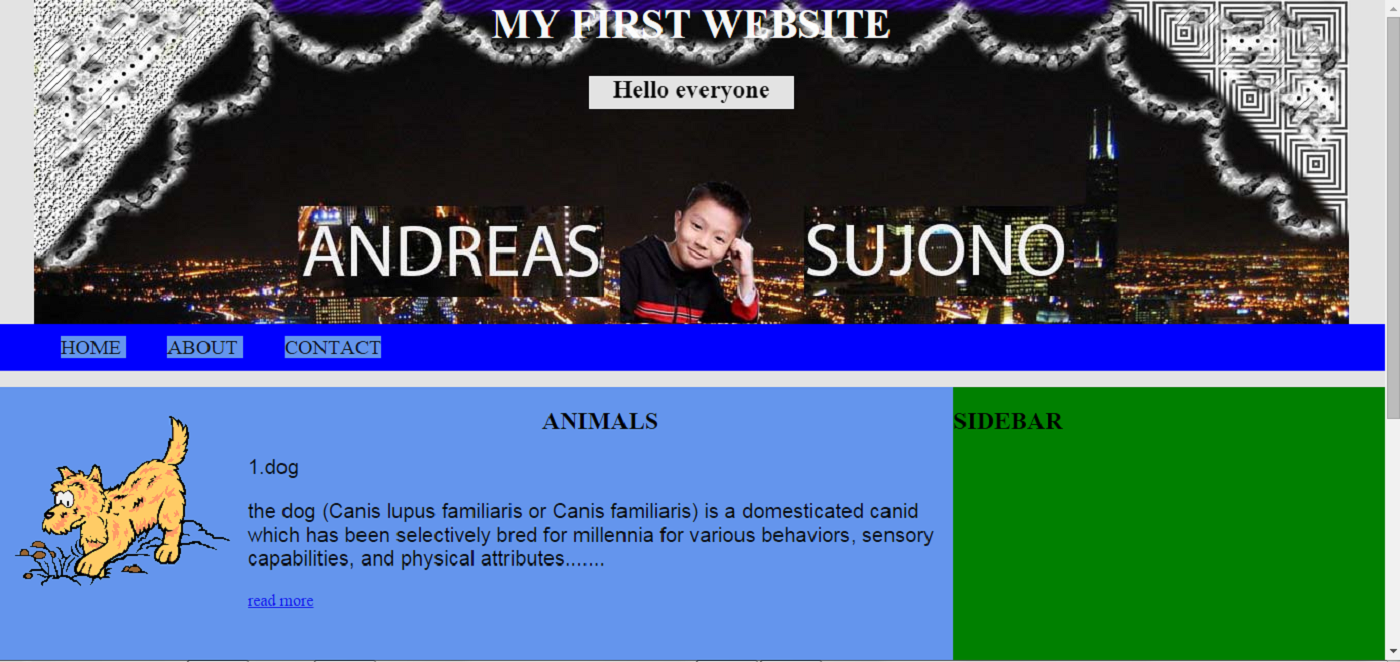 MY FIRST WEBSITE
Hello everyone
ANDREAS SUJONO
HOME ABOUT CONTACT
ANIMALS
1.dog
the dog (Canis lupus familiaris or Canis familiaris) is a domesticated canid
which has been selectively bred for millennia for various behaviors, sensory
capabilities, and physical attributes.......
read more
SIDEBAR